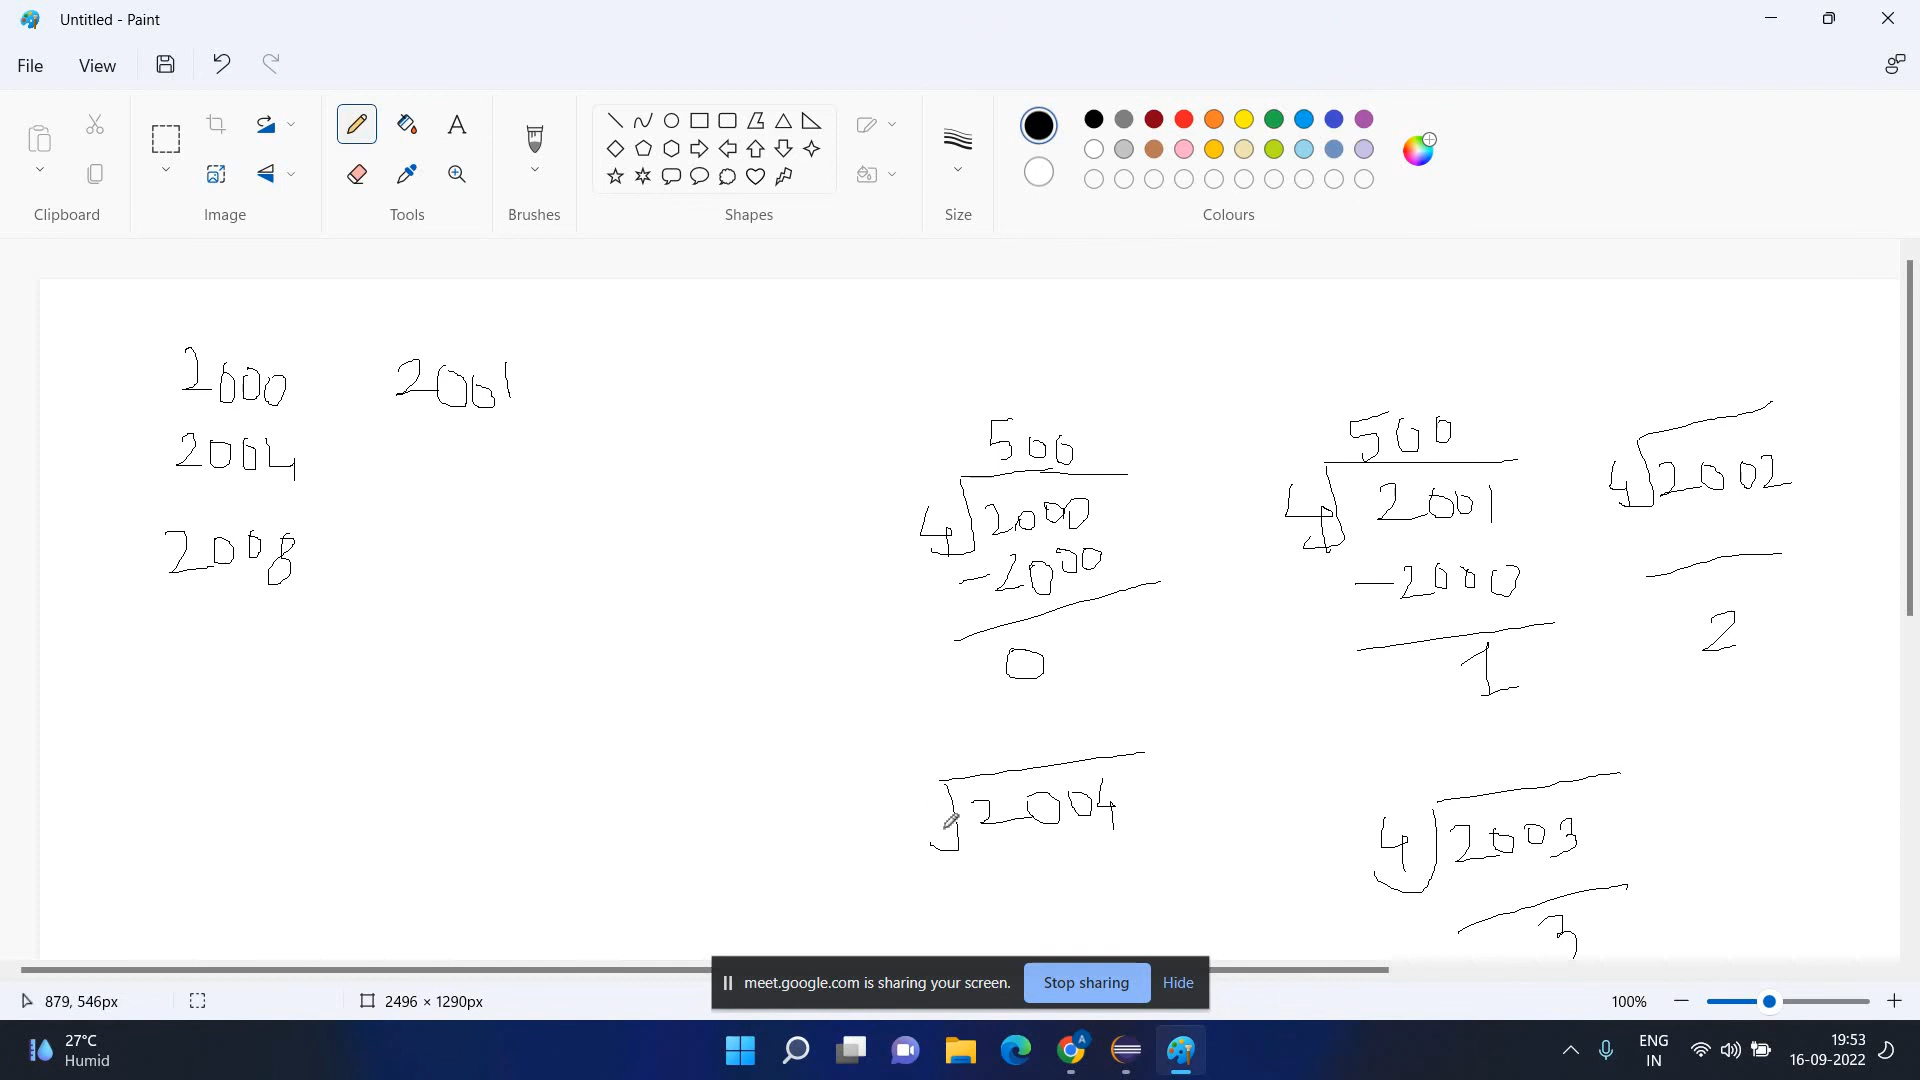 Untitled - Paint
File View
Clipboard Image Tools Brushes Shapes Size Colours
2000 2001
2004
2008
500
4 2000
-2000
0
500
4 2001
-2000
1
4 2002
2
2004
4 2003
3
meet.google.com is sharing your screen. Stop sharing Hide
879, 546px 2496 × 1290px 100%
27°C
Humid
A
ENG
IN
19:53
16-09-2022